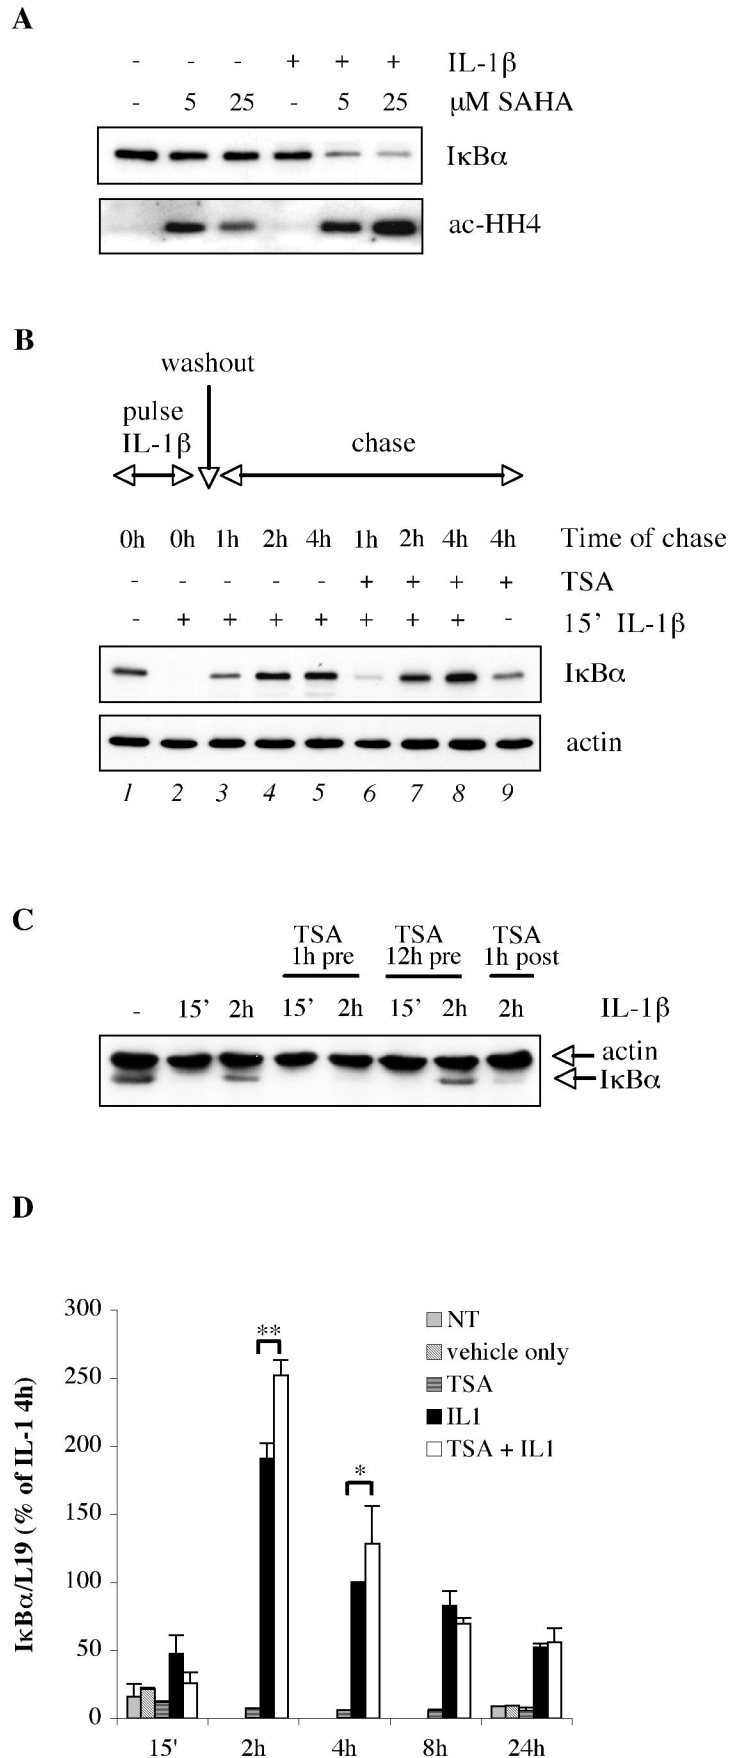 A
- - - + + + IL-1β
- 5 25 - 5 25 μM SAHA
IκBα
ac-HH4
B
washout
pulse
IL-1β
chase
0h 0h 1h 2h 4h 1h 2h 4h 4h Time of chase
- - - - - + + + + TSA
- + + + + + + + - 15’ IL-1β
IκBα
actin
1 2 3 4 5 6 7 8 9
C
TSA TSA TSA
1h pre 12h pre 1h post
- 15’ 2h 15’ 2h 15’ 2h 2h IL-1β
actin
IκBα
D
IκBα/L19 (% of IL-1 4h)
300
250
200
150
100
50
0
**
*
NT
vehicle only
TSA
IL1
TSA + IL1
15' 2h 4h 8h 24h